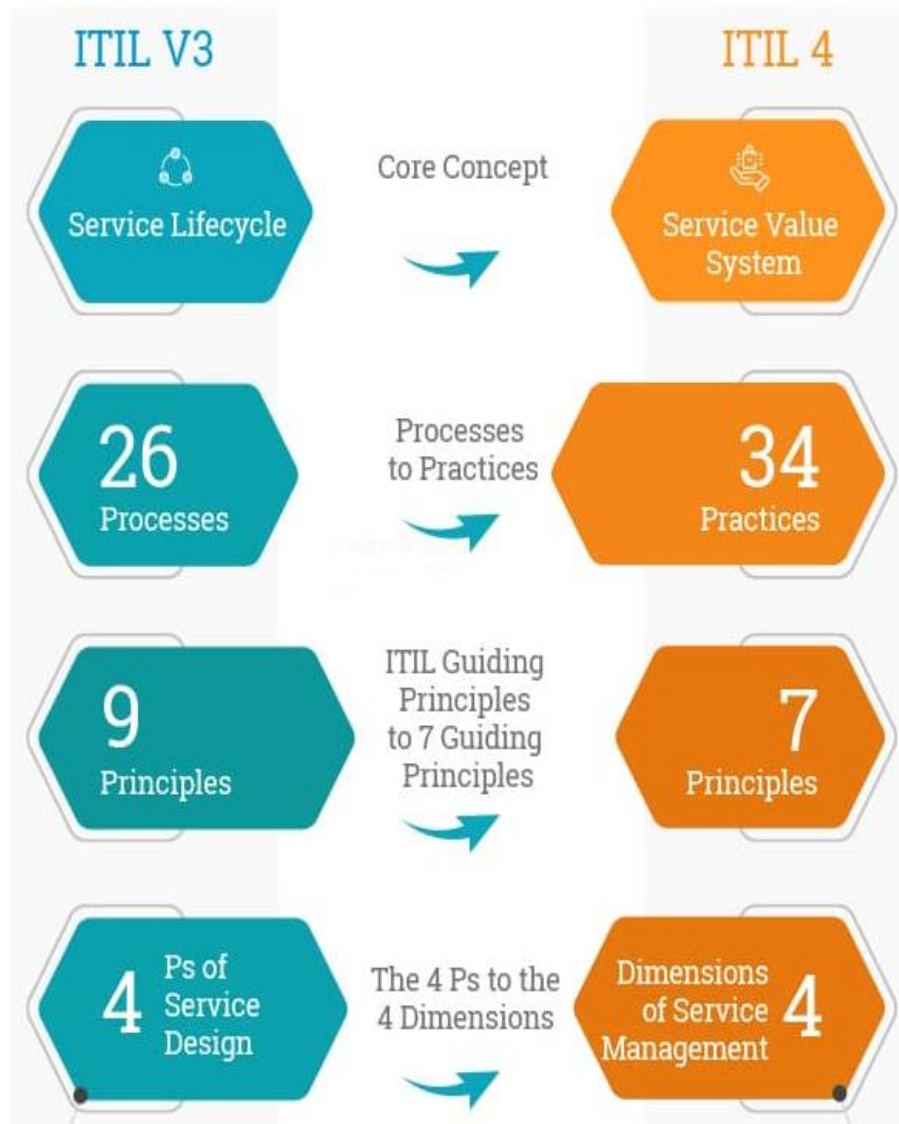 ITIL V3
ITIL 4
Service Lifecycle
Core Concept
Service Value
System
26
Processes
Processes
to Practices
34
Practices
9
Principles
ITIL Guiding
Principles
to 7 Guiding
Principles
7
Principles
4
Ps of
Service
Design
The 4 Ps to the
4 Dimensions
Dimensions
of Service
Management
4